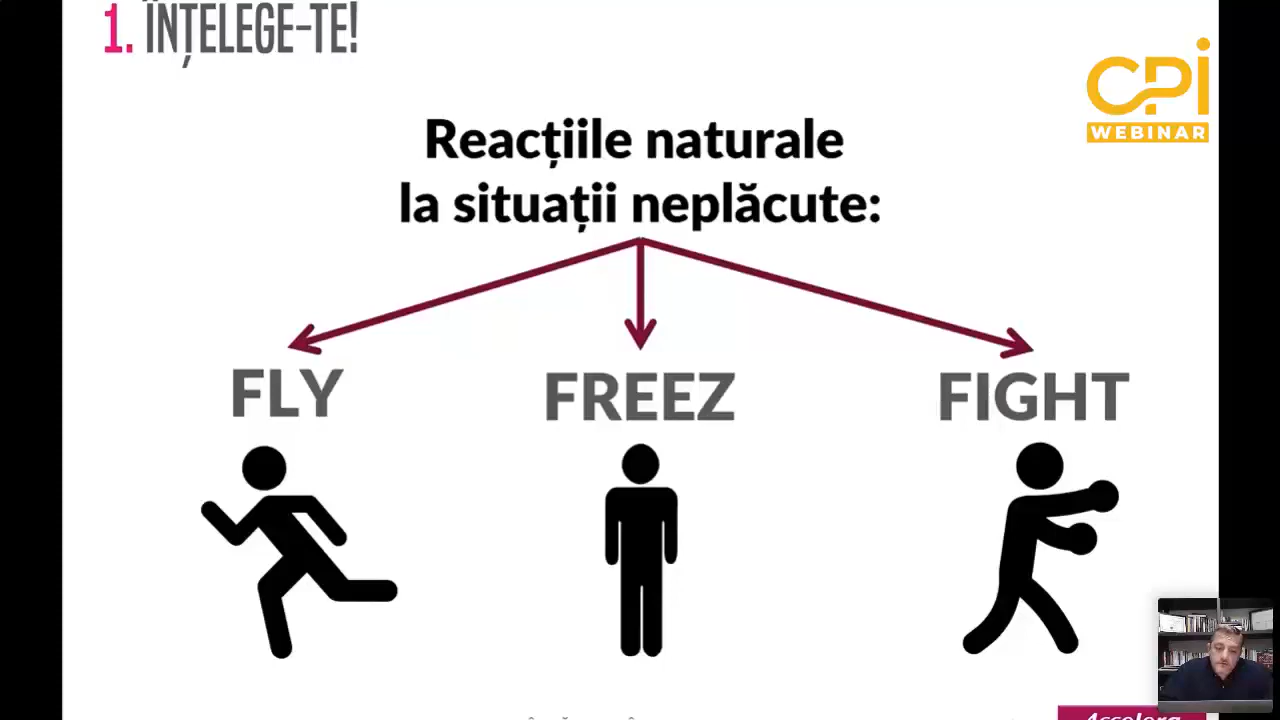 1. ÎNȚELEGE-TE!
CPI
WEBINAR
Reacțiile naturale
la situații neplăcute:
FLY
FREEZ
FIGHT